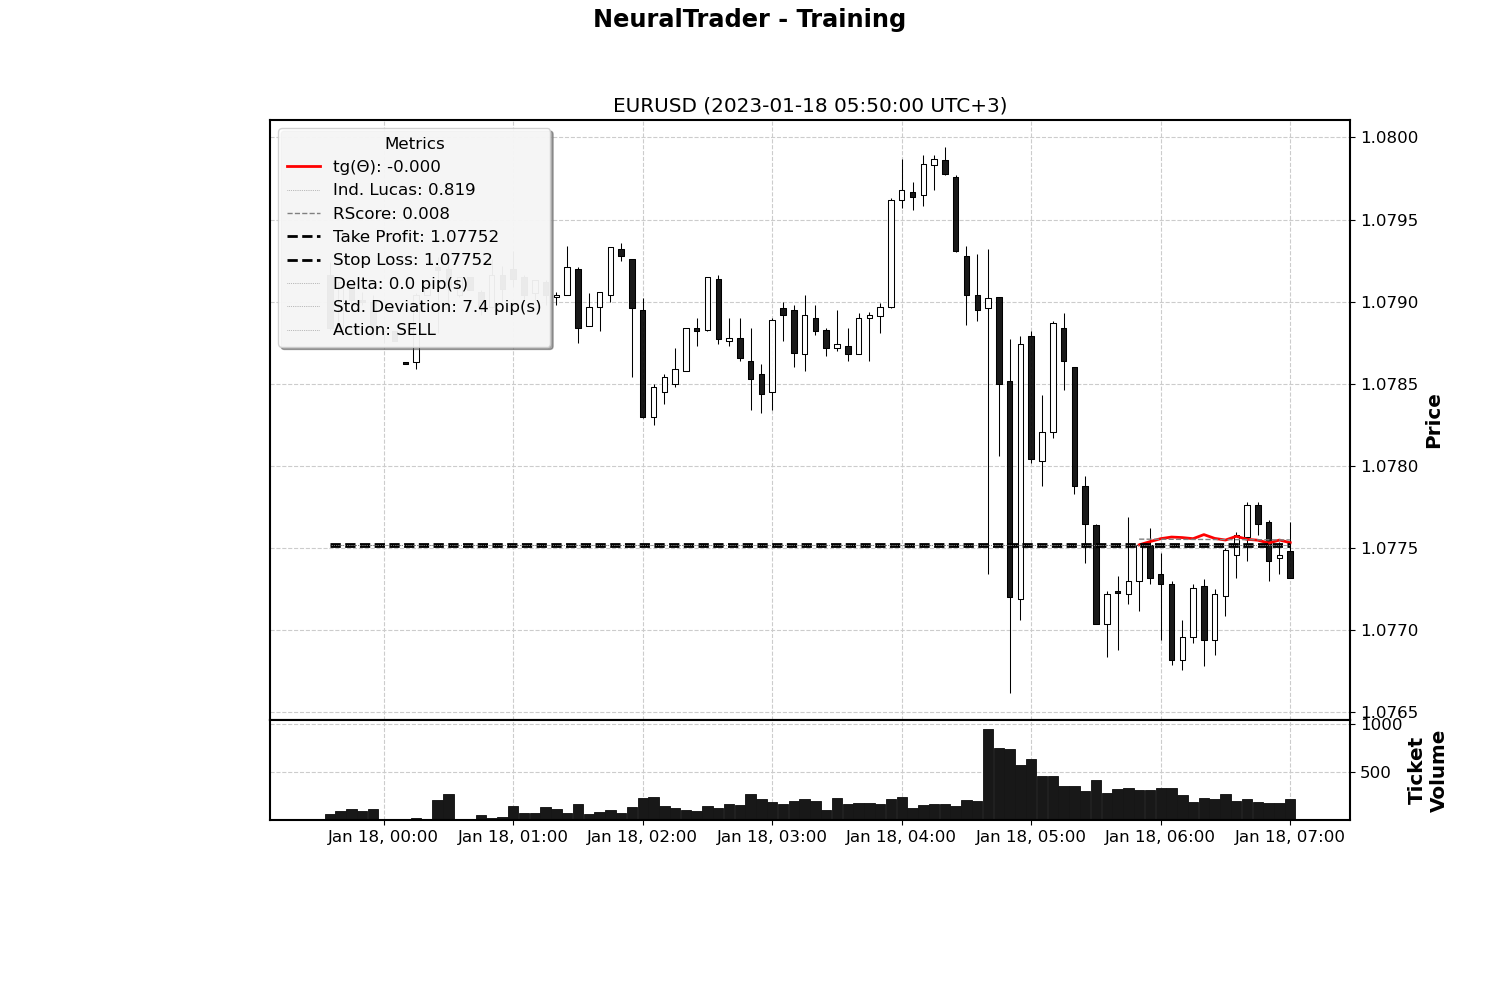 NeuralTrader - Training
EURUSD (2023-01-18 05:50:00 UTC+3)
Metrics
tg(Θ): -0.000
Ind. Lucas: 0.819
RScore: 0.008
Take Profit: 1.07752
Stop Loss: 1.07752
Delta: 0.0 pip(s)
Std. Deviation: 7.4 pip(s)
Action: SELL
1.0800
1.0795
1.0790
1.0785
1.0780
1.0775
1.0770
1.0765
Price
1000
500
Ticket
Volume
Jan 18, 00:00
Jan 18, 01:00
Jan 18, 02:00
Jan 18, 03:00
Jan 18, 04:00
Jan 18, 05:00
Jan 18, 06:00
Jan 18, 07:00